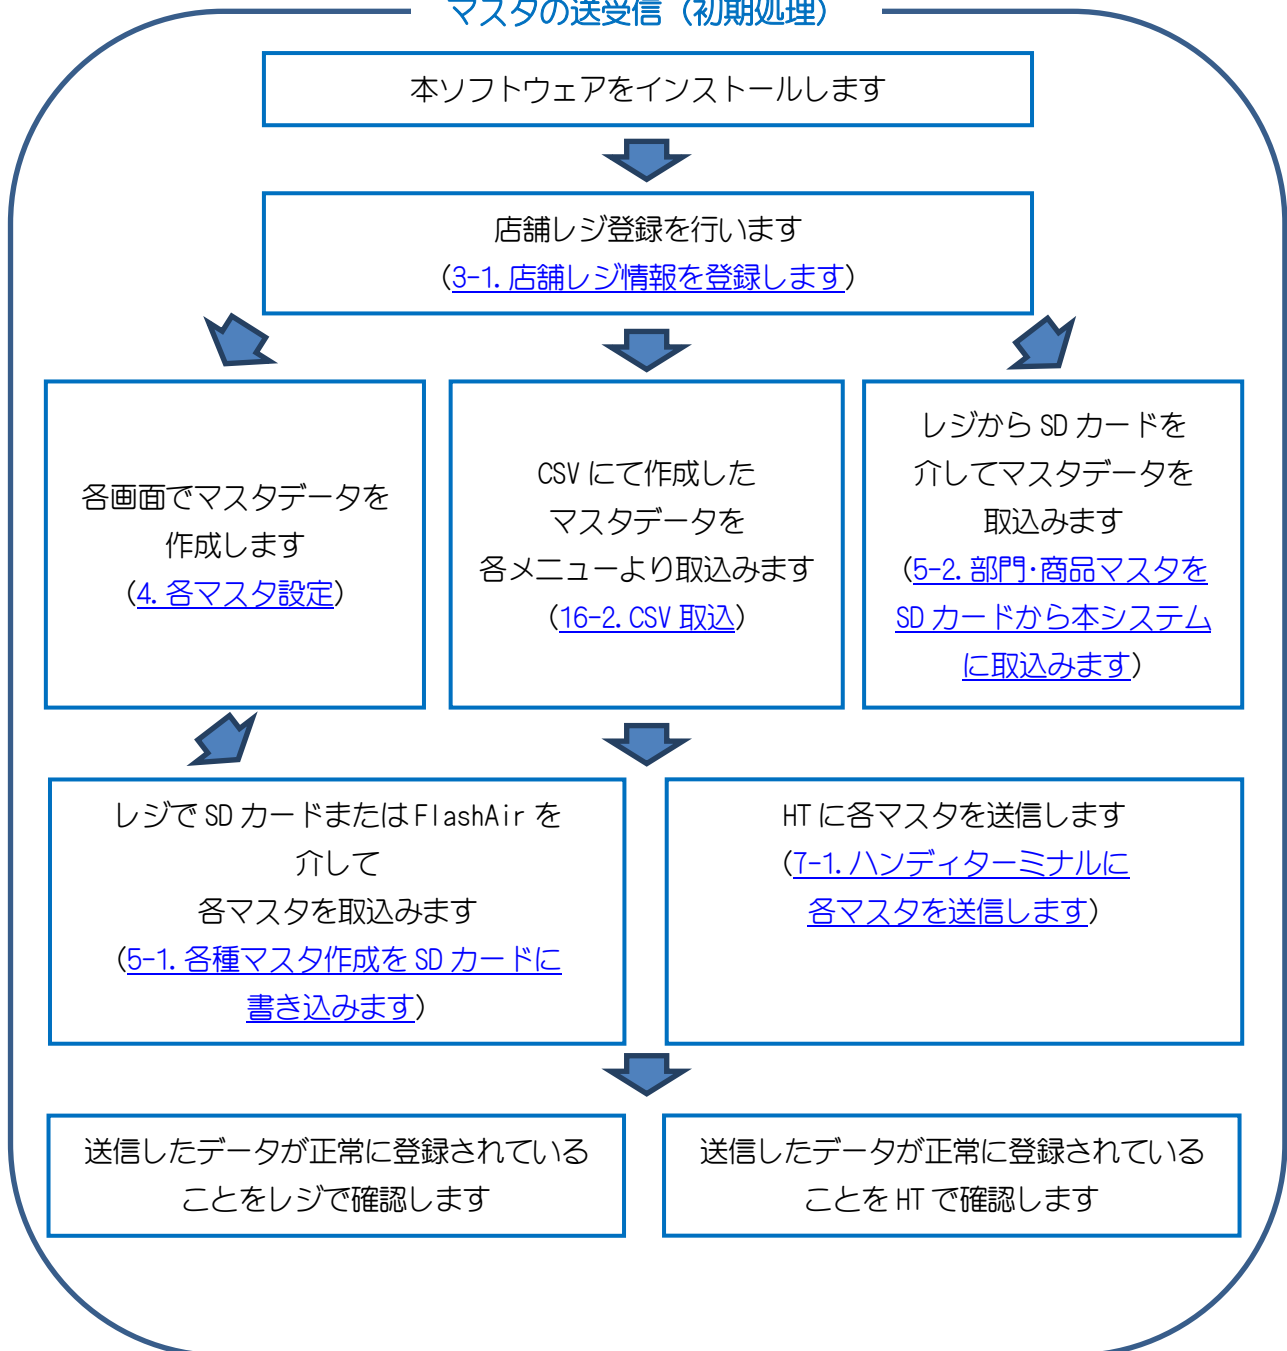 マスタの送受信（初期処理）
本ソフトウェアをインストールします
店舗レジ登録を行います
(3-1. 店舗レジ情報を登録します)
各画面でマスタデータを
作成します
(4. 各マスタ設定)
CSV にて作成した
マスタデータを
各メニューより取込みます
(16-2. CSV 取込)
レジから SD カードを
介してマスタデータを
取込みます
(5-2. 部門・商品マスタを
SD カードから本システム
に取込みます)
レジで SD カードまたは FlashAir を
介して
各マスタを取込みます
(5-1. 各種マスタ作成を SD カードに
書き込みます)
HT に各マスタを送信します
(7-1. ハンディターミナルに
各マスタを送信します)
送信したデータが正常に登録されている
ことをレジで確認します
送信したデータが正常に登録されている
ことを HT で確認します